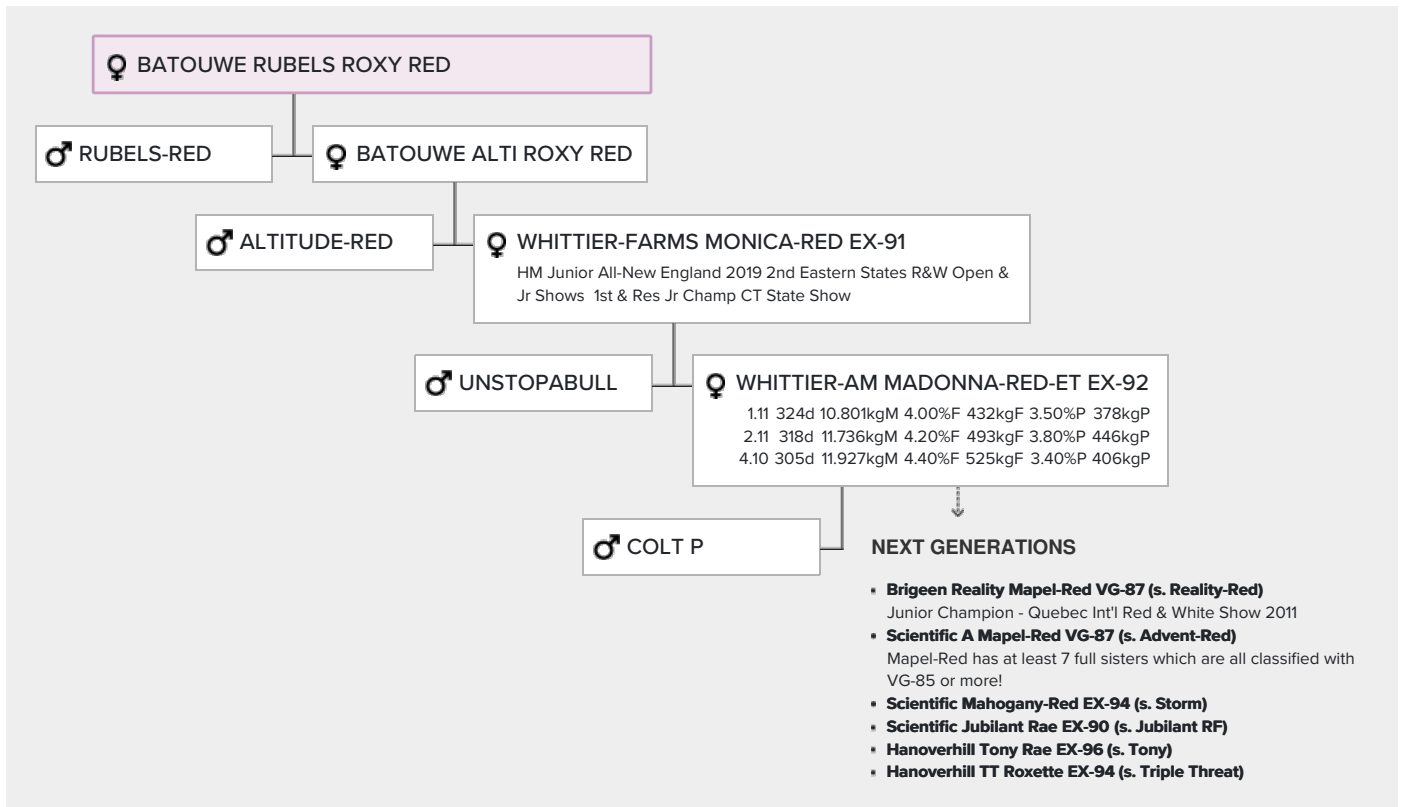 BATOUWE RUBELS ROXY RED
RUBELS-RED
BATOUWE ALTI ROXY RED
ALTITUDE-RED
WHITTIER-FARMS MONICA-RED EX-91
HM Junior All-New England 2019 2nd Eastern States R&W Open &
Jr Shows 1st & Res Jr Champ CT State Show
UNSTOPABULL
WHITTIER-AM MADONNA-RED-ET EX-92
1.11 324d 10.801kgM 4.00%F 432kgF 3.50%P 378kgP
2.11 318d 11.736kgM 4.20%F 493kgF 3.80%P 446kgP
4.10 305d 11.927kgM 4.40%F 525kgF 3.40%P 406kgP
COLT P
NEXT GENERATIONS
Brigeen Reality Mapel-Red VG-87 (s. Reality-Red)
Junior Champion - Quebec Int'l Red & White Show 2011
Scientific A Mapel-Red VG-87 (s. Advent-Red)
Mapel-Red has at least 7 full sisters which are all classified with
VG-85 or more!
Scientific Mahogany-Red EX-94 (s. Storm)
Scientific Jubilant Rae EX-90 (s. Jubilant RF)
Hanoverhill Tony Rae EX-96 (s. Tony)
Hanoverhill TT Roxette EX-94 (s. Triple Threat)